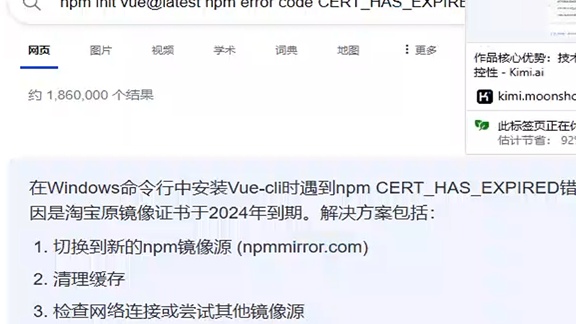 npm init vue@latest npm error code CERT_HAS_EXPIRE
网页 图片 视频 学术 词典 地图 更多
约 1,860,000 个结果
作品核心优势：技
控性 - Kimi.ai
kimi.moonsho
此标签页正在休
估计节省： 92%
在Windows命令行中安装Vue-cli时遇到npm CERT_HAS_EXPIRED错
因是淘宝原镜像证书于2024年到期。解决方案包括：
1. 切换到新的npm镜像源 (npmmirror.com)
2. 清理缓存
3. 检查网络连接或尝试其他镜像源